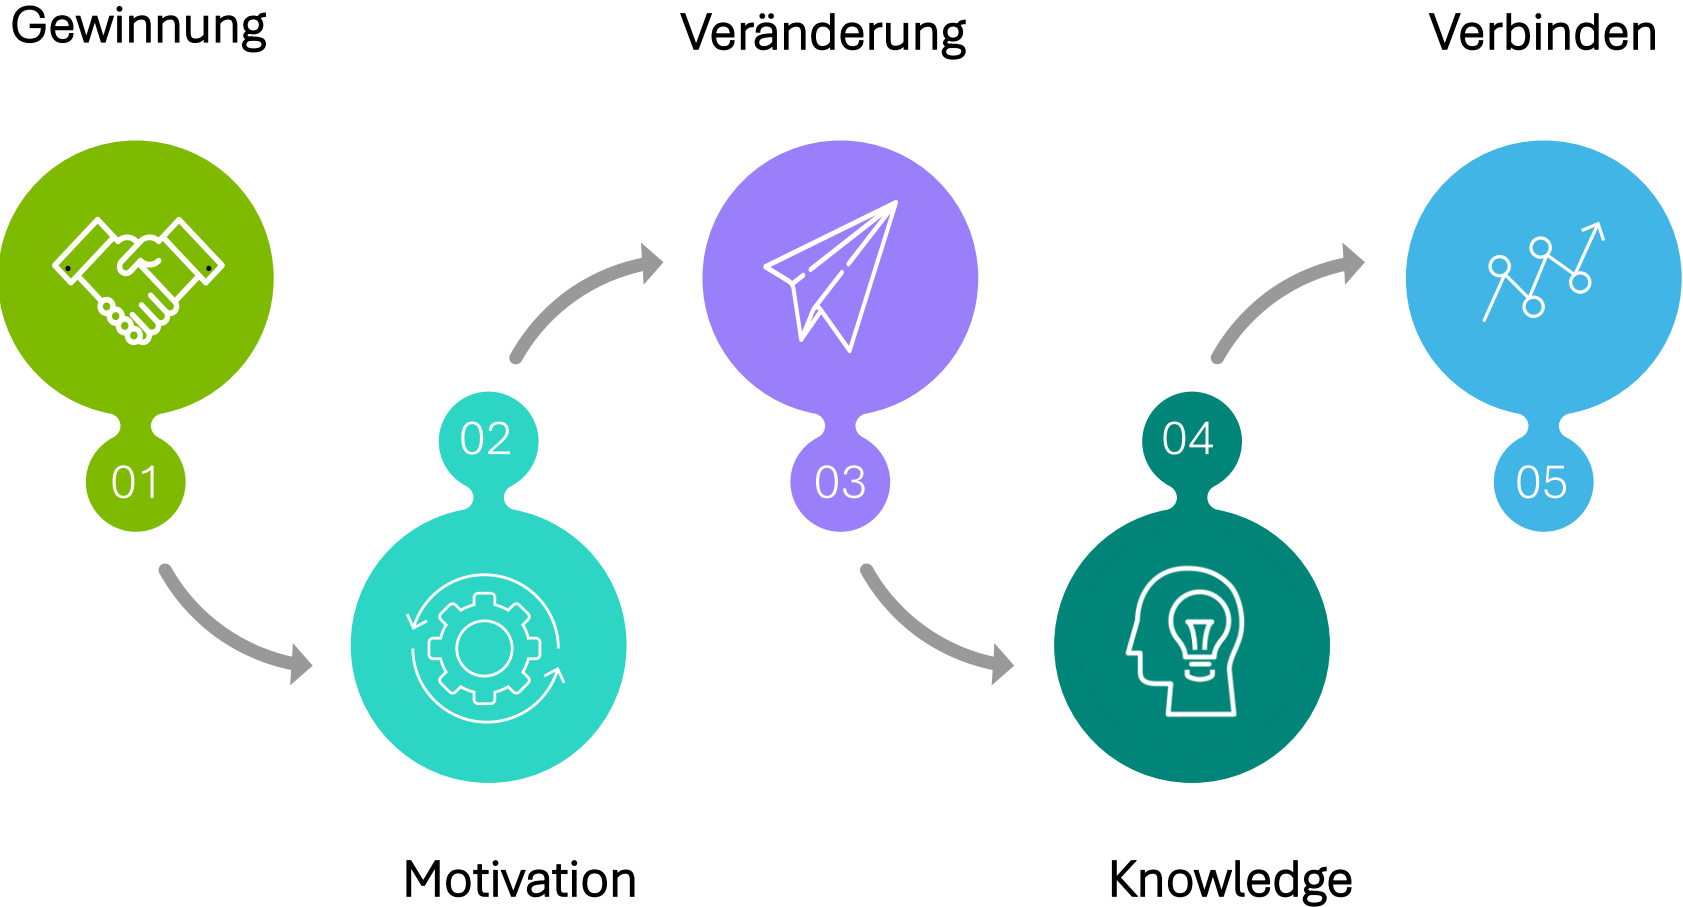 Gewinnung
Veränderung
Verbinden
01
02
03
04
05
Motivation
Knowledge